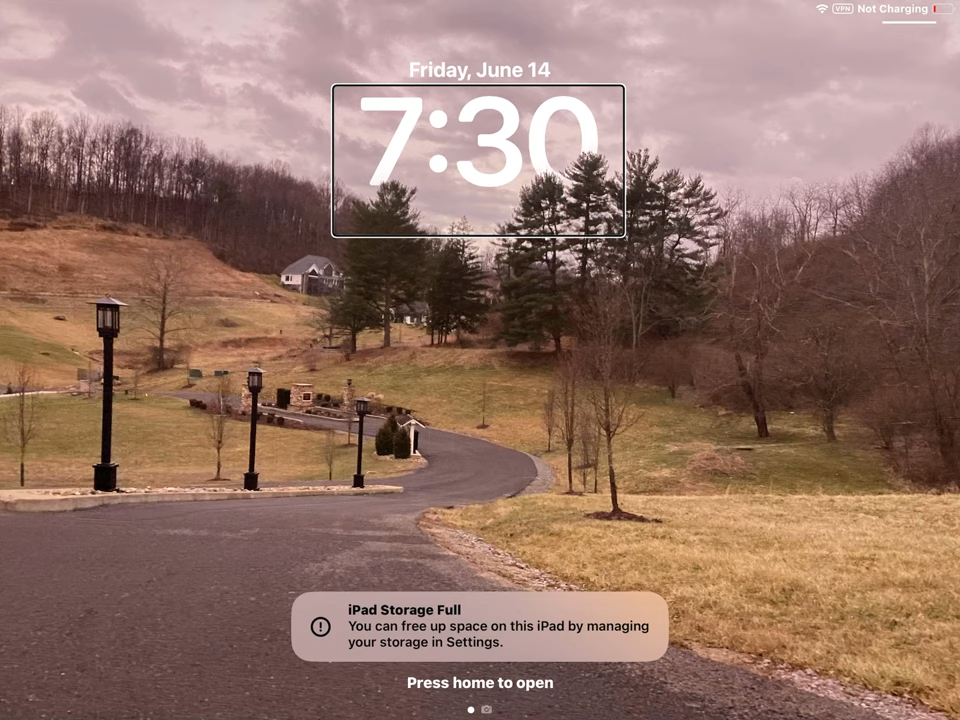 VPN Not Charging
Friday, June 14
7:30
iPad Storage Full
You can free up space on this iPad by managing
your storage in Settings.
Press home to open